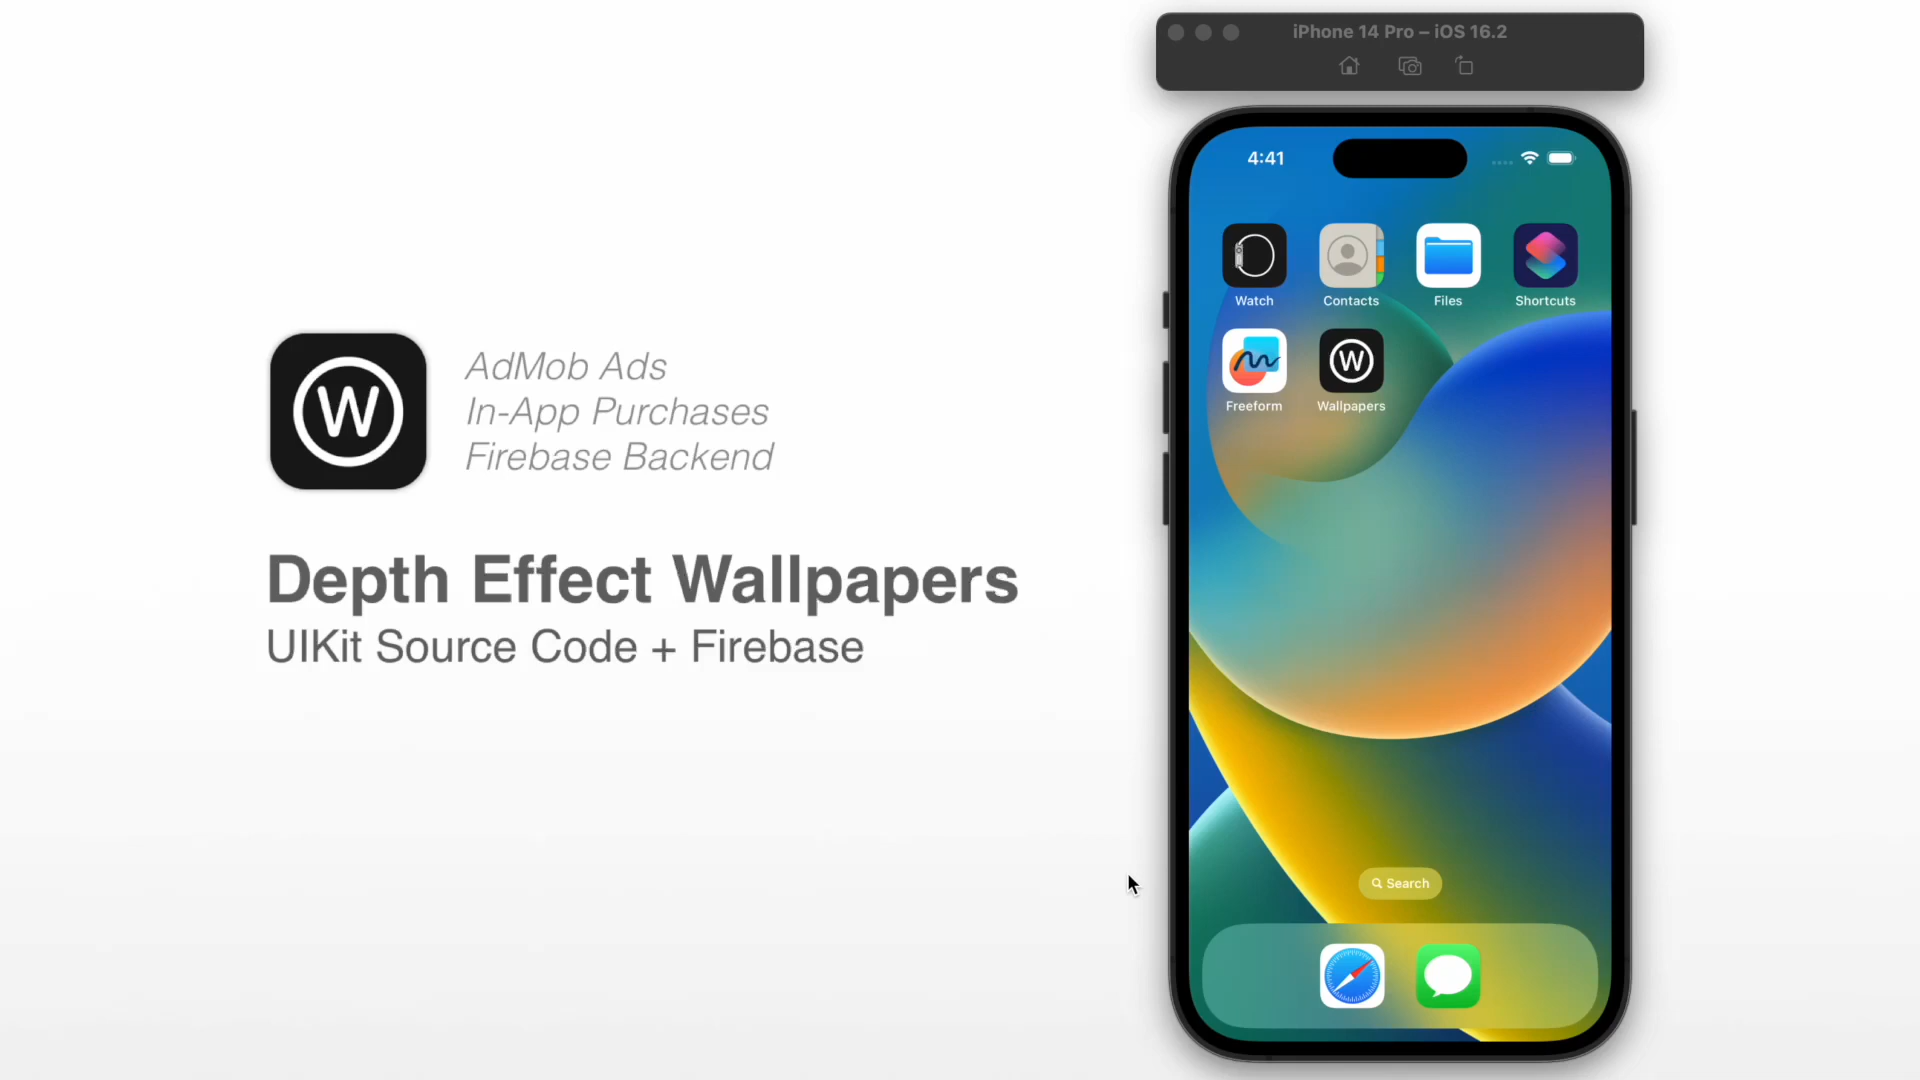 iPhone 14 Pro – iOS 16.2
4:41
Watch
Contacts
Files
Shortcuts
W
Freeform
Wallpapers
Search
W
AdMob Ads
In-App Purchases
Firebase Backend
Depth Effect Wallpapers
UIKit Source Code + Firebase